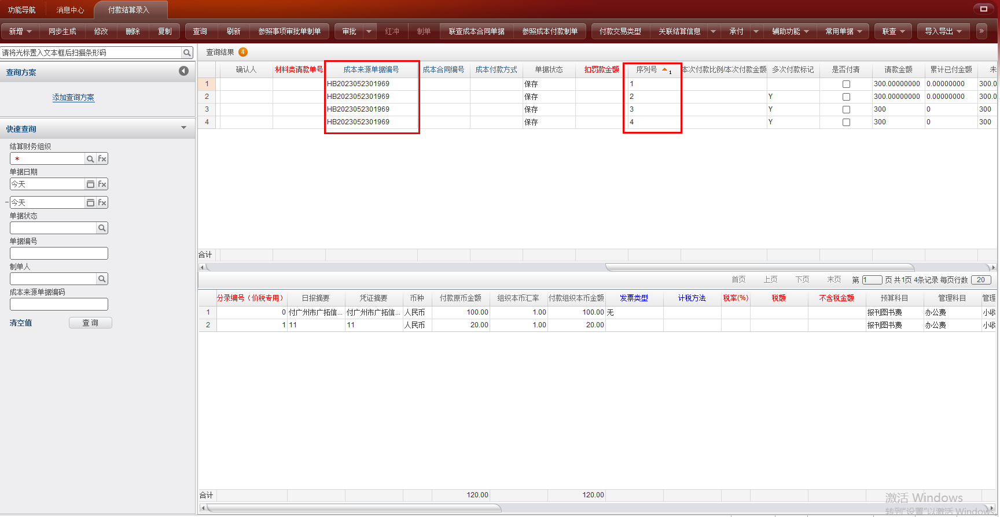 功能导航 消息中心 付款结算录入
新增 同步生成 修改 删除 复制 查询 刷新 参照事项审批单制单 审批 红冲 制单 联查成本合同单据 参照成本付款制单 付款交易类型 关联结算信息 承付 辅助功能 常用单据 联查 导入导出 »
请将光标置入文本框后扫描条形码
查询方案
添加查询方案
快速查询
结算财务组织
* fx
单据日期
今天 fx
–今天 fx
单据状态
单据编号
制单人
成本来源单据编码
清空值 查 询
查询结果 4
确认人 材料类请款单号 成本来源单据编号 成本合同编号 成本付款方式 单据状态 扣罚款金额 序列号 1 本次付款比例/本次付款金额 多次付款标记 是否付清 请款金额 累计已付金额 未
1 HB2023052301969 保存 1 300.00000000 0.00000000 300.0
2 HB2023052301969 保存 2 Y 300.00000000 0.00000000 300.0
3 HB2023052301969 保存 3 Y 300 0 300
4 HB2023052301969 保存 4 Y 300 0 300
合计
首页 上页 下页 末页 第 1 页 共1页 4条记录 每页行数 20
分录编号（价税专用） 日报摘要 凭证摘要 币种 付款原币金额 组织本币汇率 付款组织本币金额 发票类型 计税方法 税率(%) 税额 不含税金额 预算科目 管理科目 管理
1 0 付广州市广拓信... 付广州市广拓信... 人民币 100.00 1.00 100.00 无 报刊图书费 办公费 小收
2 1 11 11 人民币 20.00 1.00 20.00 报刊图书费 办公费 小收
合计 120.00 120.00
激活 Windows
转到“设置”以激活 Windows